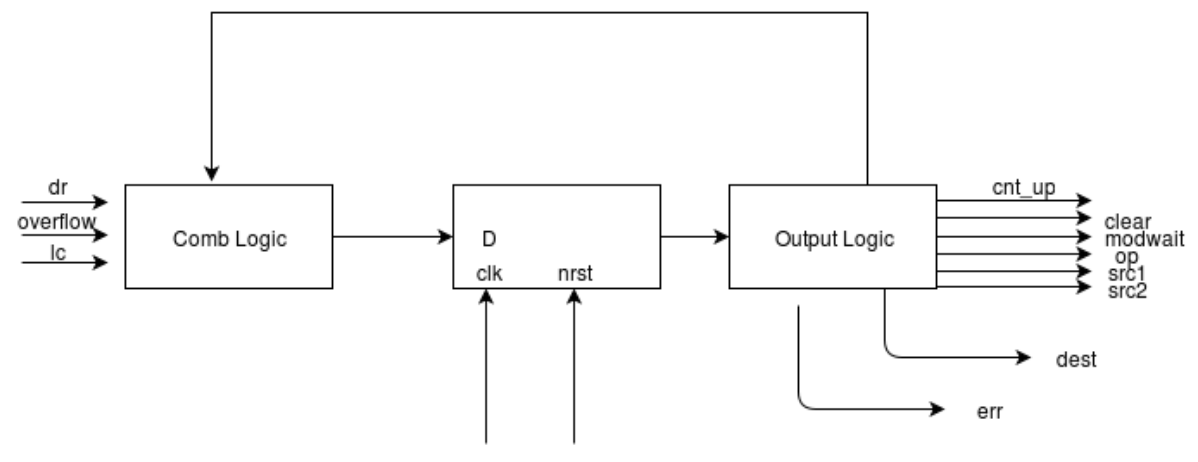 dr
overflow
lc
Comb Logic
D
clk
nrst
Output Logic
cnt_up
clear
modwait
op
src1
src2
dest
err